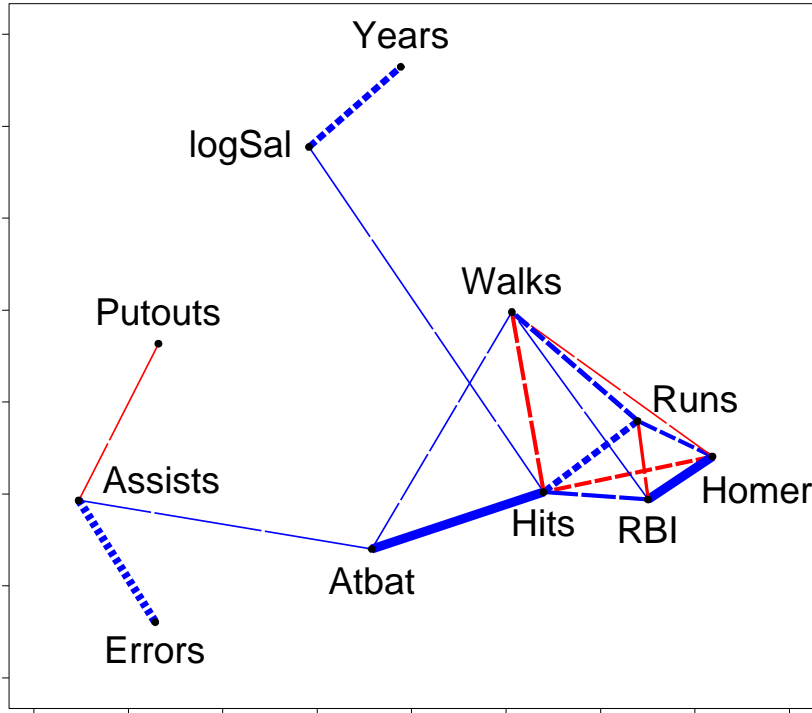 Years
logSal
Walks
Putouts
Runs
Assists
Homer
Hits
RBI
Atbat
Errors